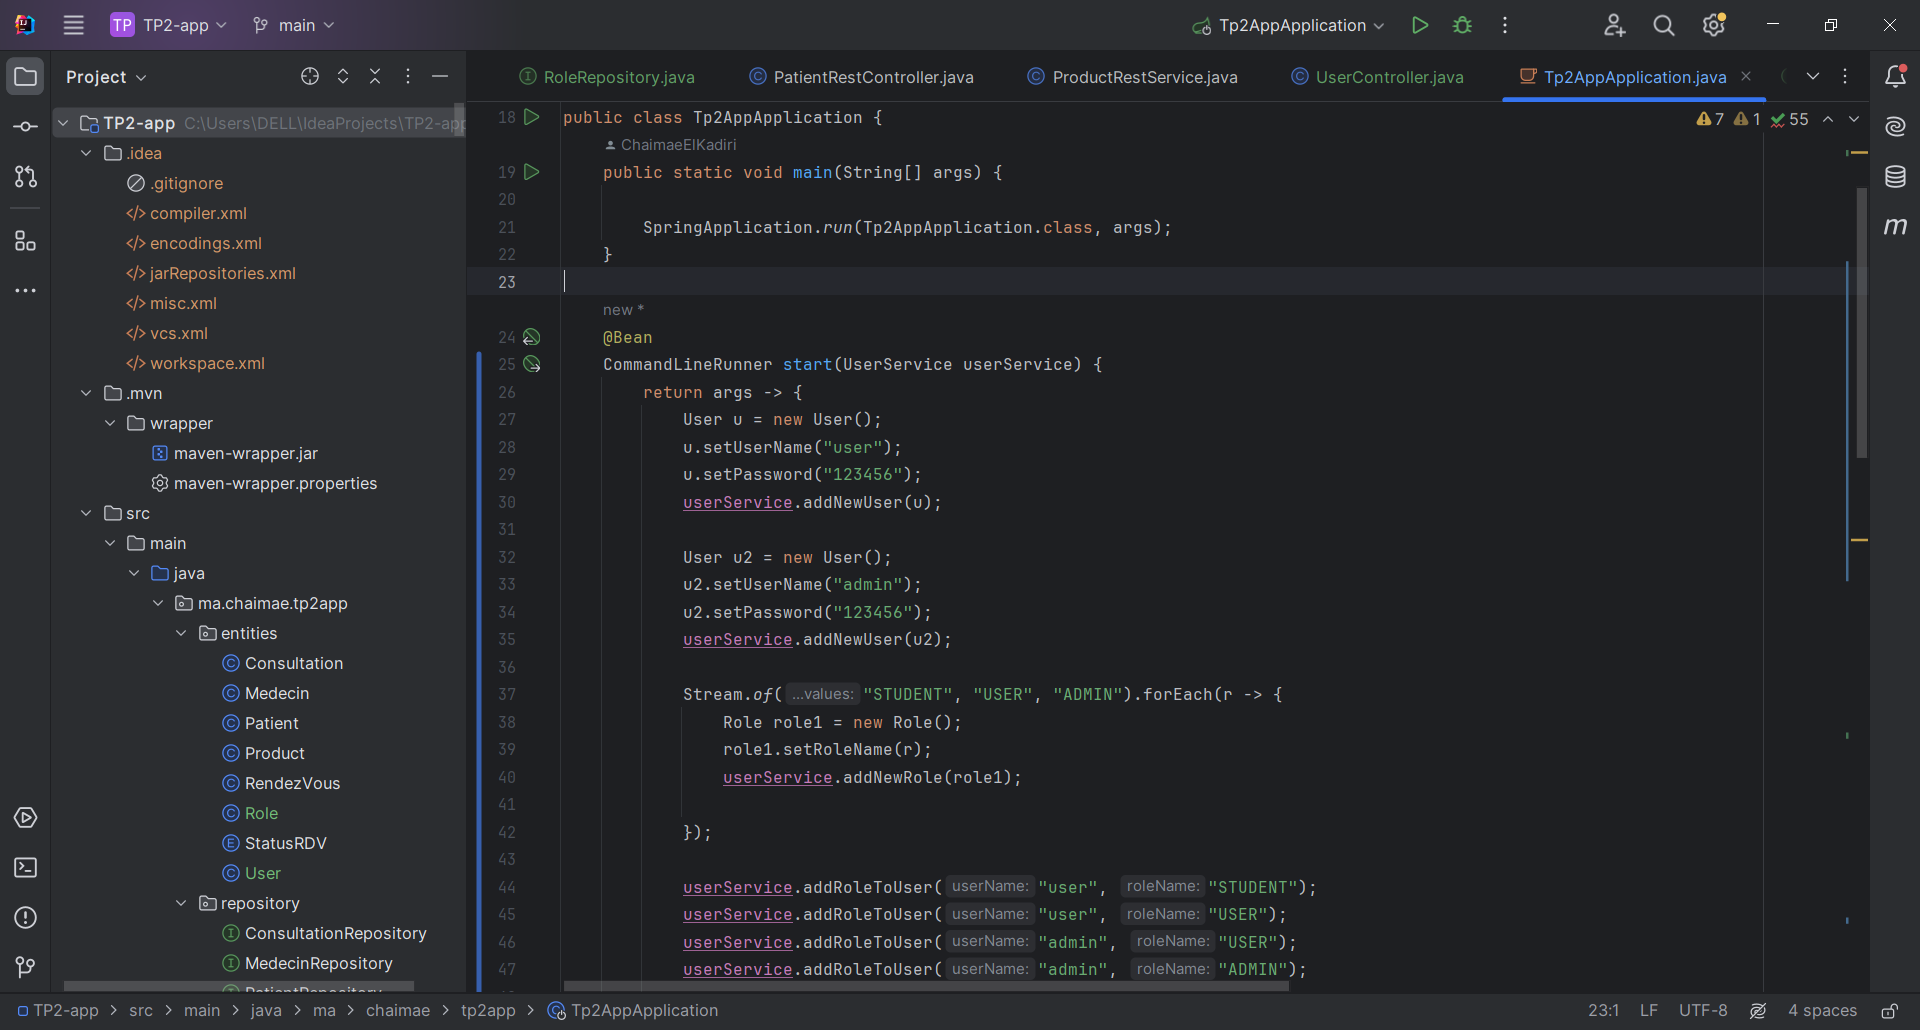 TP TP2-app main Tp2AppApplication
Project
RoleRepository.java PatientRestController.java ProductRestService.java UserController.java Tp2AppApplication.java
TP2-app C:\Users\DELL\IdeaProjects\TP2-app
.idea
.gitignore
compiler.xml
encodings.xml
jarRepositories.xml
misc.xml
vcs.xml
workspace.xml
.mvn
wrapper
maven-wrapper.jar
maven-wrapper.properties
src
main
java
ma.chaimae.tp2app
entities
Consultation
Medecin
Patient
Product
RendezVous
Role
StatusRDV
User
repository
ConsultationRepository
MedecinRepository
PatientRepository
7 1 55
18 public class Tp2AppApplication {
ChaimaeElKadiri
19 public static void main(String[] args) {
20
21 SpringApplication.run(Tp2AppApplication.class, args);
22 }
23
new *
24 @Bean
25 CommandLineRunner start(UserService userService) {
26 return args -> {
27 User u = new User();
28 u.setUserName("user");
29 u.setPassword("123456");
30 userService.addNewUser(u);
31
32 User u2 = new User();
33 u2.setUserName("admin");
34 u2.setPassword("123456");
35 userService.addNewUser(u2);
36
37 Stream.of( ...values: "STUDENT", "USER", "ADMIN").forEach(r -> {
38 Role role1 = new Role();
39 role1.setRoleName(r);
40 userService.addNewRole(role1);
41
42 });
43
44 userService.addRoleToUser( userName: "user", roleName: "STUDENT");
45 userService.addRoleToUser( userName: "user", roleName: "USER");
46 userService.addRoleToUser( userName: "admin", roleName: "USER");
47 userService.addRoleToUser( userName: "admin", roleName: "ADMIN");
m
TP2-app > src > main > java > ma > chaimae > tp2app > Tp2AppApplication
23:1 LF UTF-8 4 spaces